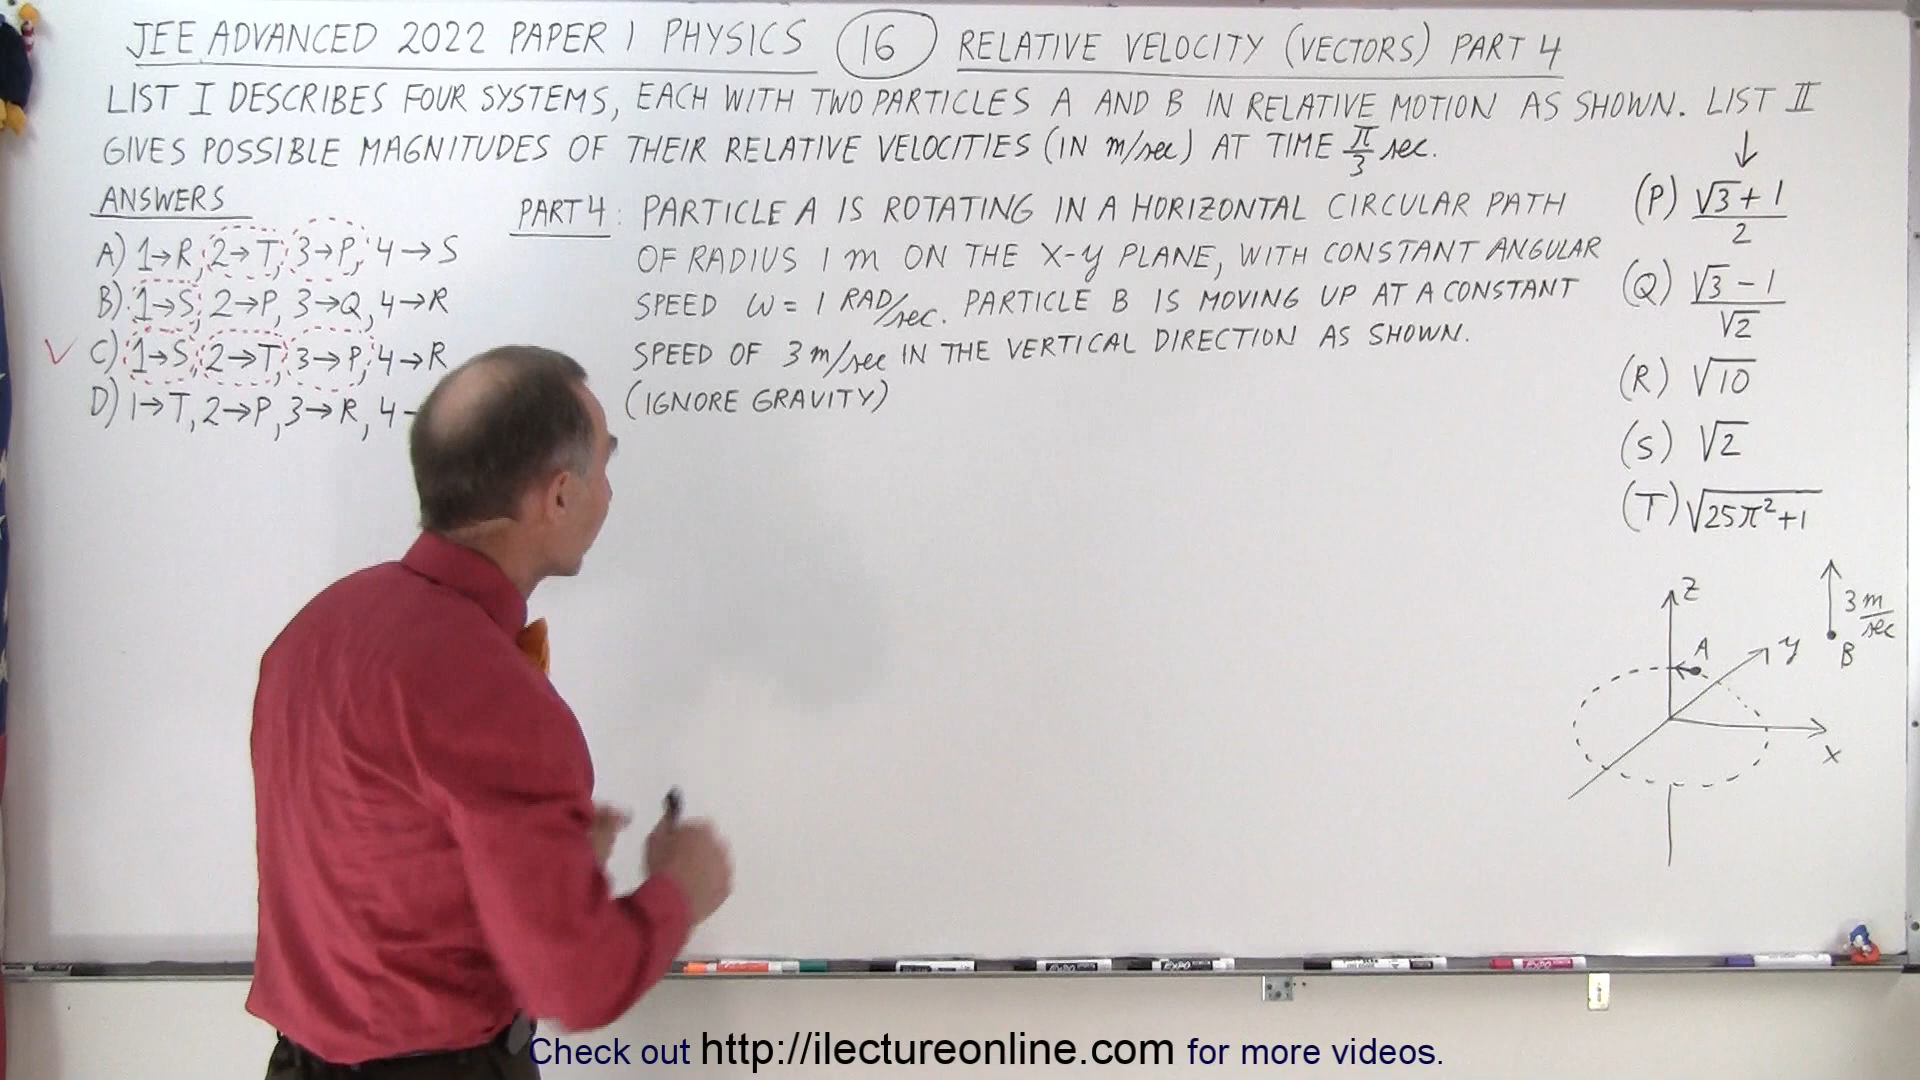 JEE ADVANCED 2022 PAPER 1 PHYSICS (16) RELATIVE VELOCITY (VECTORS) PART 4
LIST I DESCRIBES FOUR SYSTEMS, EACH WITH TWO PARTICLES A AND B IN RELATIVE MOTION AS SHOWN. LIST II
GIVES POSSIBLE MAGNITUDES OF THEIR RELATIVE VELOCITIES (IN m/sec) AT TIME π/3 sec.
ANSWERS
A) 1→R, 2→T, 3→P, 4→S
B) 1→S, 2→P, 3→Q, 4→R
C) 1→S, 2→T, 3→P, 4→R
D) 1→T, 2→P, 3→R, 4→
PART 4: PARTICLE A IS ROTATING IN A HORIZONTAL CIRCULAR PATH
OF RADIUS 1 m ON THE X-Y PLANE, WITH CONSTANT ANGULAR
SPEED ω = 1 RAD/sec. PARTICLE B IS MOVING UP AT A CONSTANT
SPEED OF 3 m/sec IN THE VERTICAL DIRECTION AS SHOWN.
(IGNORE GRAVITY)
(P) (√3 + 1)/2
(Q) (√3 - 1)/√2
(R) √10
(S) √2
(T) √(25π²+1)
Z
3 m/sec
A
y
B
X
EXPO
EXPO
EXPO
EXPO
Check out http://ilectureonline.com for more videos.